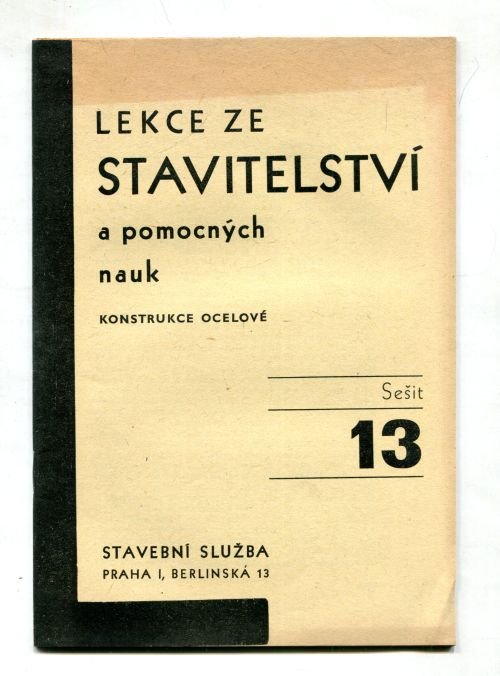 LEKCE ZE
STAVITELSTVÍ
a pomocných
nauk
KONSTRUKCE OCELOVÉ
Sešit
13
STAVEBNÍ SLUŽBA
PRAHA I, BERLINSKÁ 13